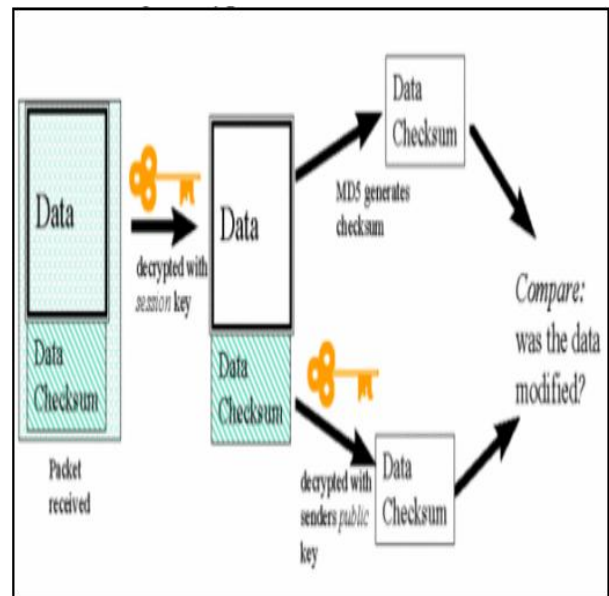 Data
Data
Checksum
Packet
received
decrypted with
session key
Data
Data
Checksum
MD5 generates
checksum
Data
Checksum
decrypted with
senders public
key
Data
Checksum
Compare:
was the data
modified?